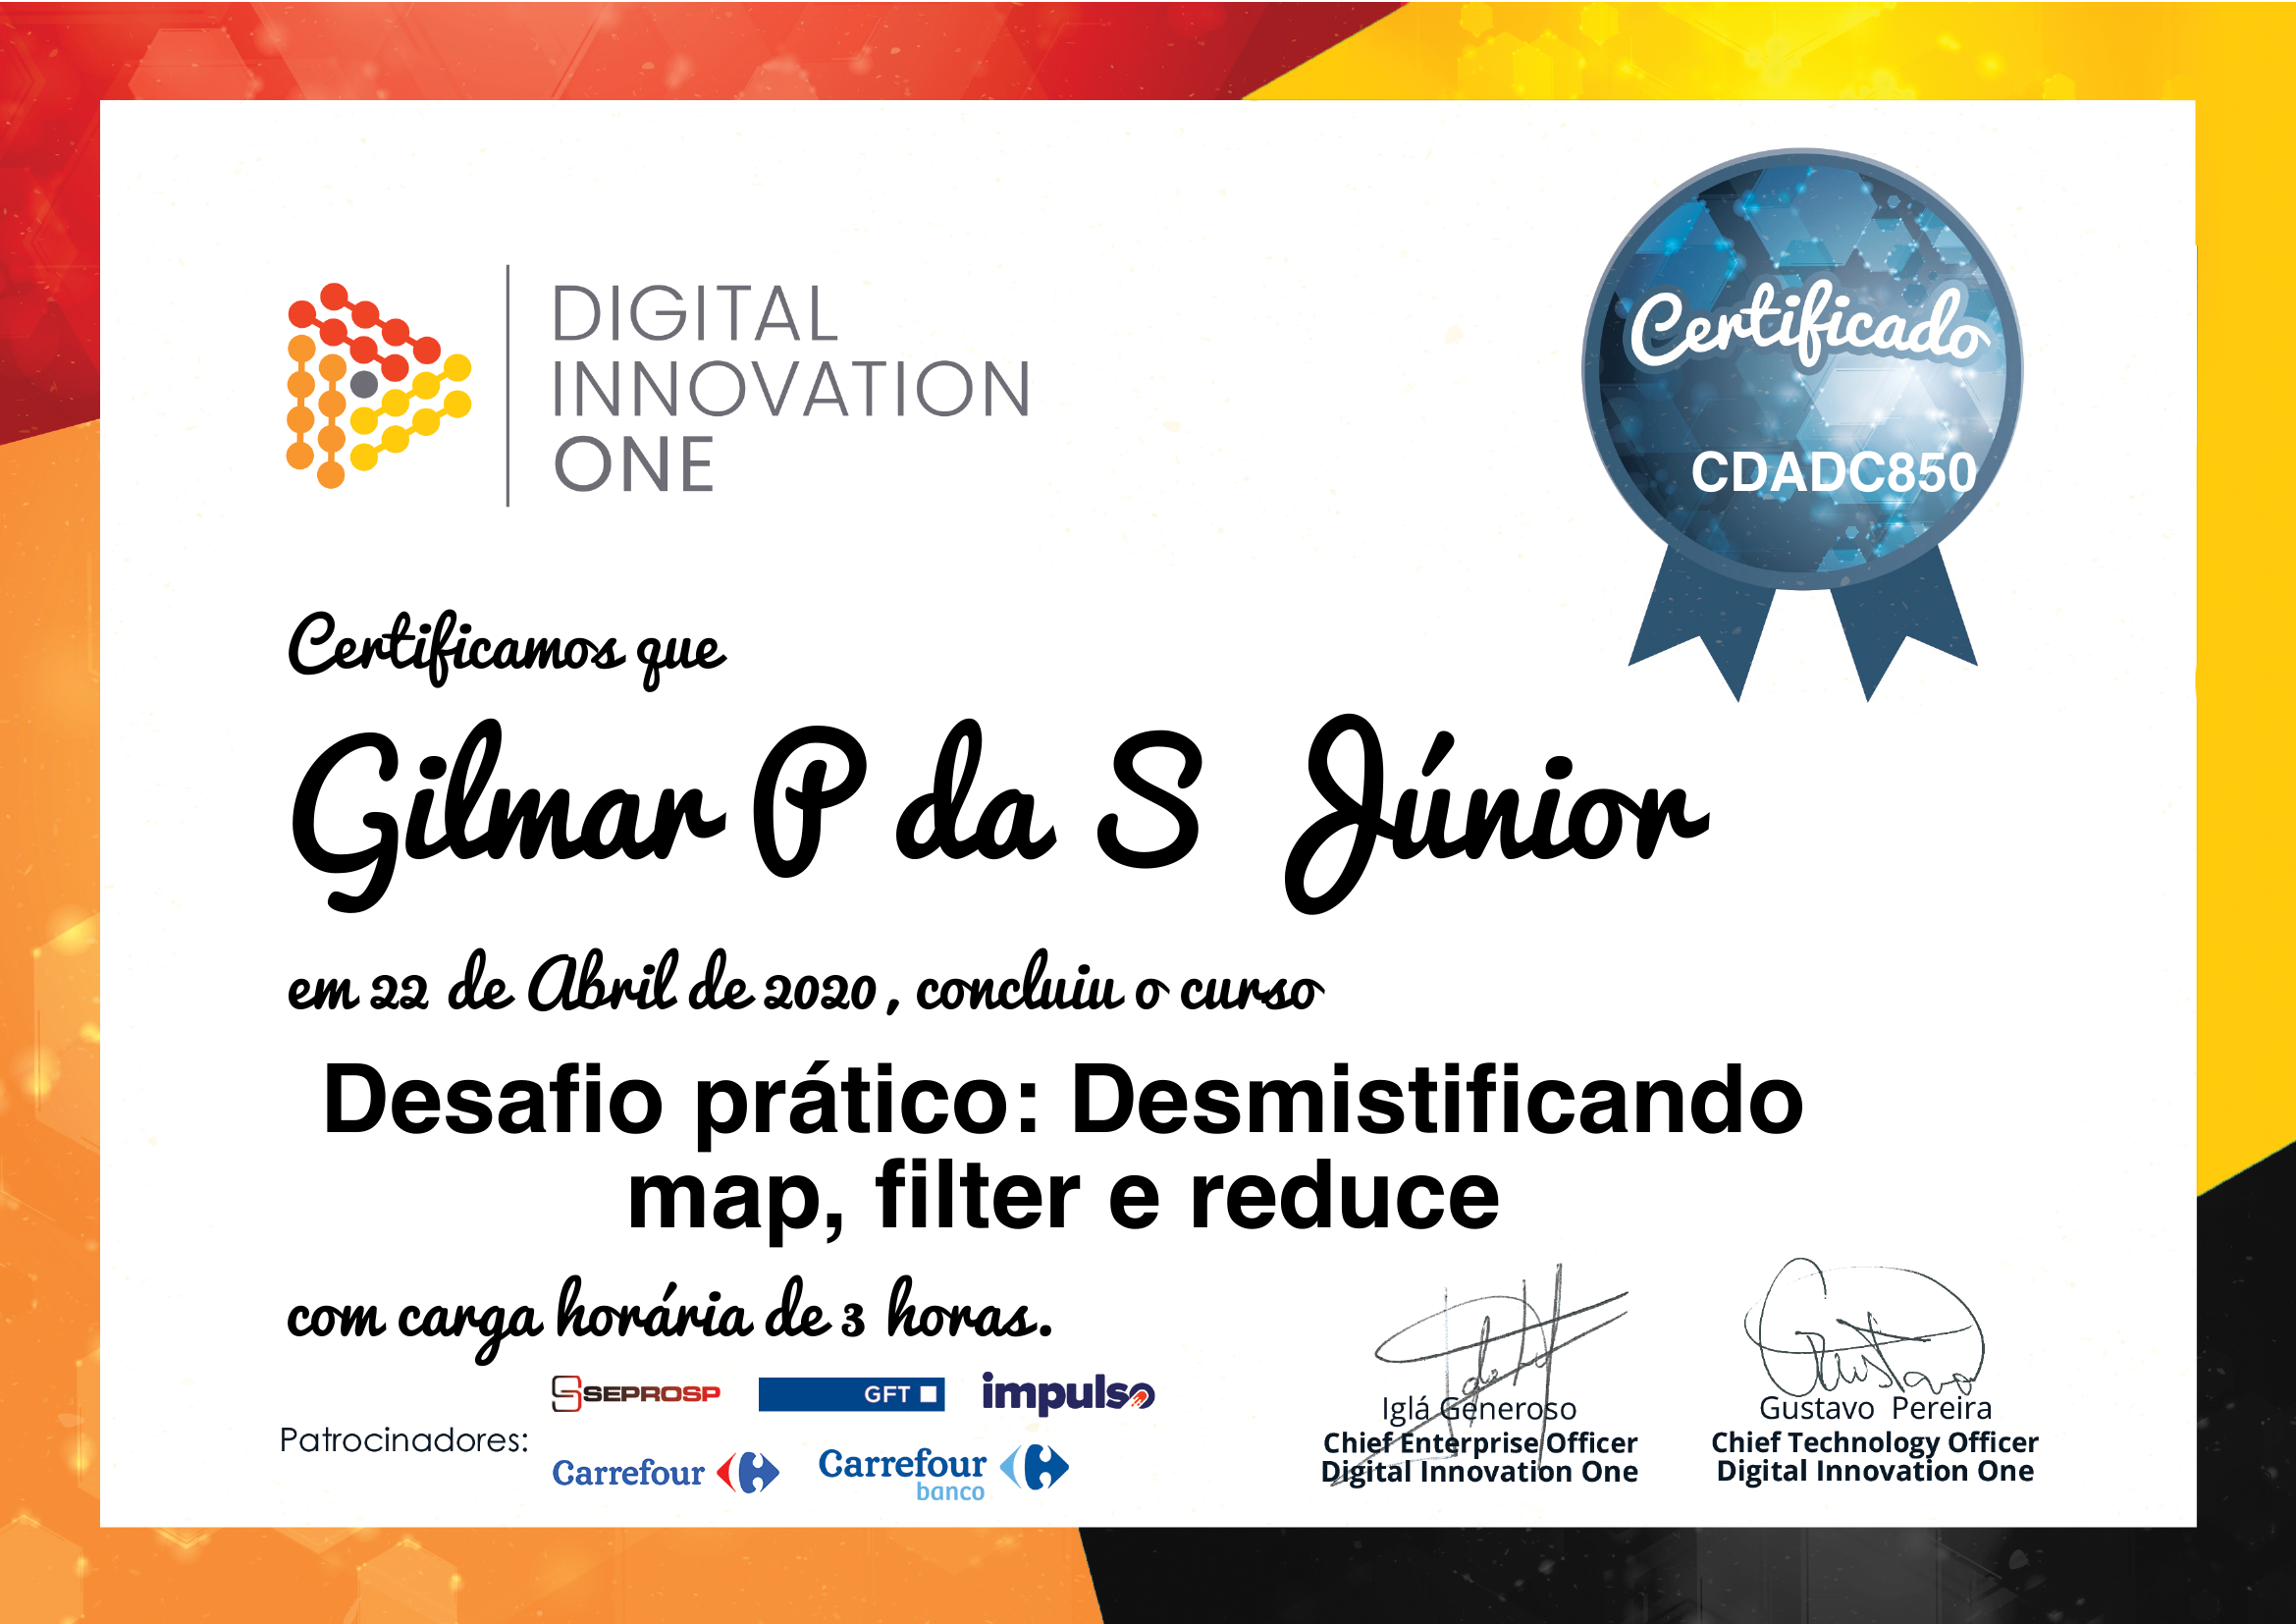 DIGITAL
INNOVATION
ONE
Certificado
CDADC850
Certificamos que
Gilmar P da S Júnior
em 22 de Abril de 2020, concluiu o curso
Desafio prático: Desmistificando
map, filter e reduce
com carga horária de 3 horas.
Patrocinadores:
SEPROSP
GFT
impulso
Carrefour
Carrefour
banco
Iglá Generoso
Chief Enterprise Officer
Digital Innovation One
Gustavo
Gustavo Pereira
Chief Technology Officer
Digital Innovation One